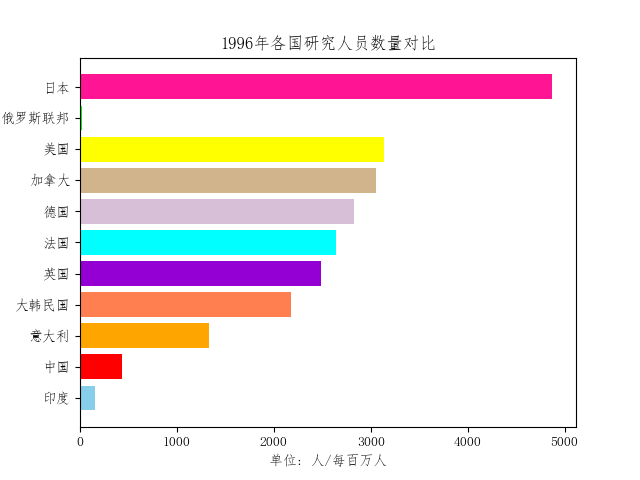 1996年各国研究人员数量对比
日本
俄罗斯联邦
美国
加拿大
德国
法国
英国
大韩民国
意大利
中国
印度
0 1000 2000 3000 4000 5000
单位：人/每百万人